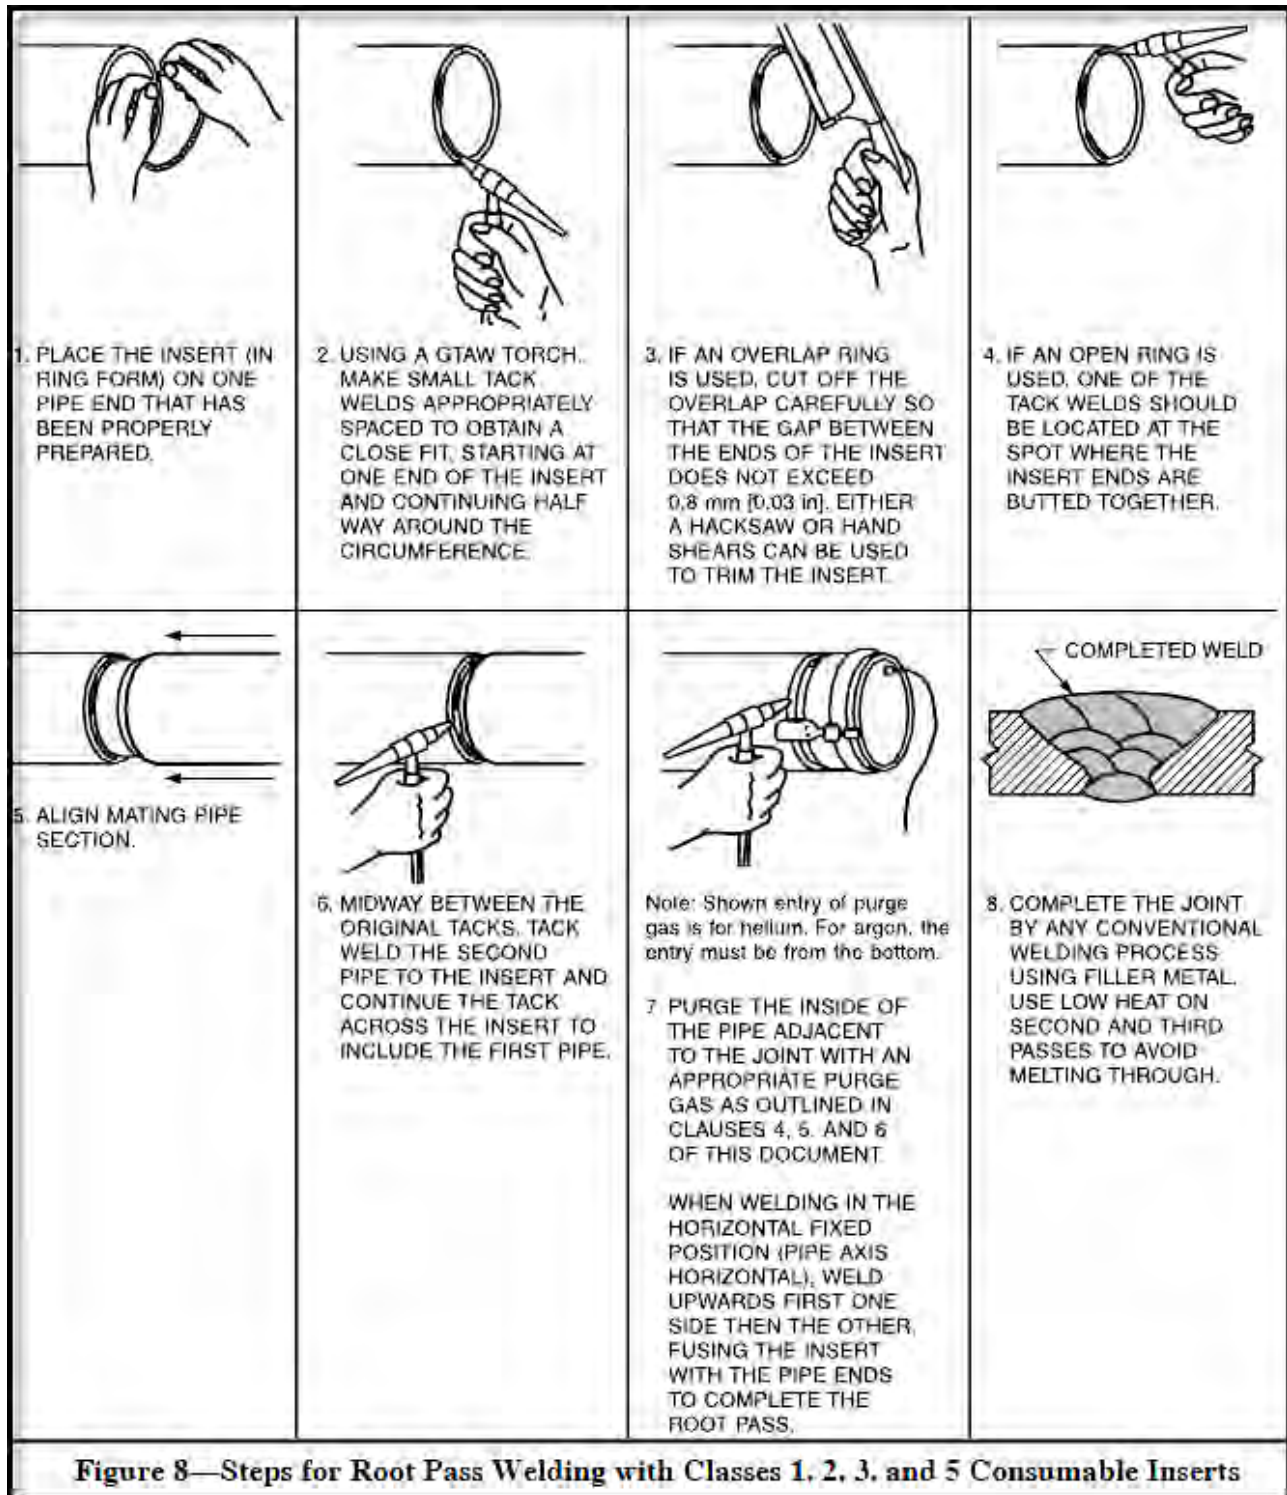 1. PLACE THE INSERT (IN
RING FORM) ON ONE
PIPE END THAT HAS
BEEN PROPERLY
PREPARED.
2. USING A GTAW TORCH,
MAKE SMALL TACK
WELDS APPROPRIATELY
SPACED TO OBTAIN A
CLOSE FIT, STARTING AT
ONE END OF THE INSERT
AND CONTINUING HALF
WAY AROUND THE
CIRCUMFERENCE.
3. IF AN OVERLAP RING
IS USED, CUT OFF THE
OVERLAP CAREFULLY SO
THAT THE GAP BETWEEN
THE ENDS OF THE INSERT
DOES NOT EXCEED
0.8 mm [0.03 in]. EITHER
A HACKSAW OR HAND
SHEARS CAN BE USED
TO TRIM THE INSERT.
4. IF AN OPEN RING IS
USED, ONE OF THE
TACK WELDS SHOULD
BE LOCATED AT THE
SPOT WHERE THE
INSERT ENDS ARE
BUTTED TOGETHER.
5. ALIGN MATING PIPE
SECTION.
6. MIDWAY BETWEEN THE
ORIGINAL TACKS, TACK
WELD THE SECOND
PIPE TO THE INSERT AND
CONTINUE THE TACK
ACROSS THE INSERT TO
INCLUDE THE FIRST PIPE.
Note: Shown entry of purge
gas is for helium. For argon, the
entry must be from the bottom.
7 PURGE THE INSIDE OF
THE PIPE ADJACENT
TO THE JOINT WITH AN
APPROPRIATE PURGE
GAS AS OUTLINED IN
CLAUSES 4, 5, AND 6
OF THIS DOCUMENT
WHEN WELDING IN THE
HORIZONTAL FIXED
POSITION (PIPE AXIS
HORIZONTAL), WELD
UPWARDS FIRST ONE
SIDE THEN THE OTHER,
FUSING THE INSERT
WITH THE PIPE ENDS
TO COMPLETE THE
ROOT PASS.
COMPLETED WELD
8. COMPLETE THE JOINT
BY ANY CONVENTIONAL
WELDING PROCESS
USING FILLER METAL.
USE LOW HEAT ON
SECOND AND THIRD
PASSES TO AVOID
MELTING THROUGH.
Figure 8—Steps for Root Pass Welding with Classes 1, 2, 3, and 5 Consumable Inserts